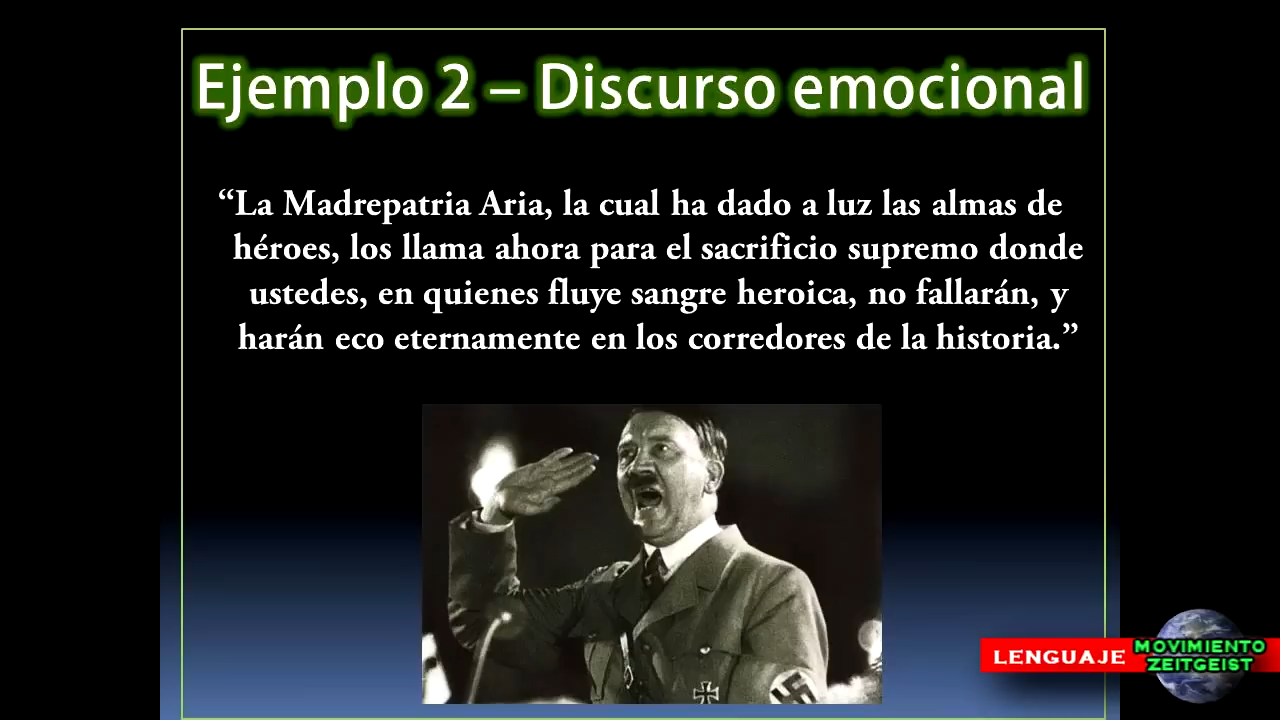 Ejemplo 2 – Discurso emocional
“La Madrepatria Aria, la cual ha dado a luz las almas de
héroes, los llama ahora para el sacrificio supremo donde
ustedes, en quienes fluye sangre heroica, no fallarán, y
harán eco eternamente en los corredores de la historia.”
LENGUAJE
MOVIMIENTO
ZEITGEIST